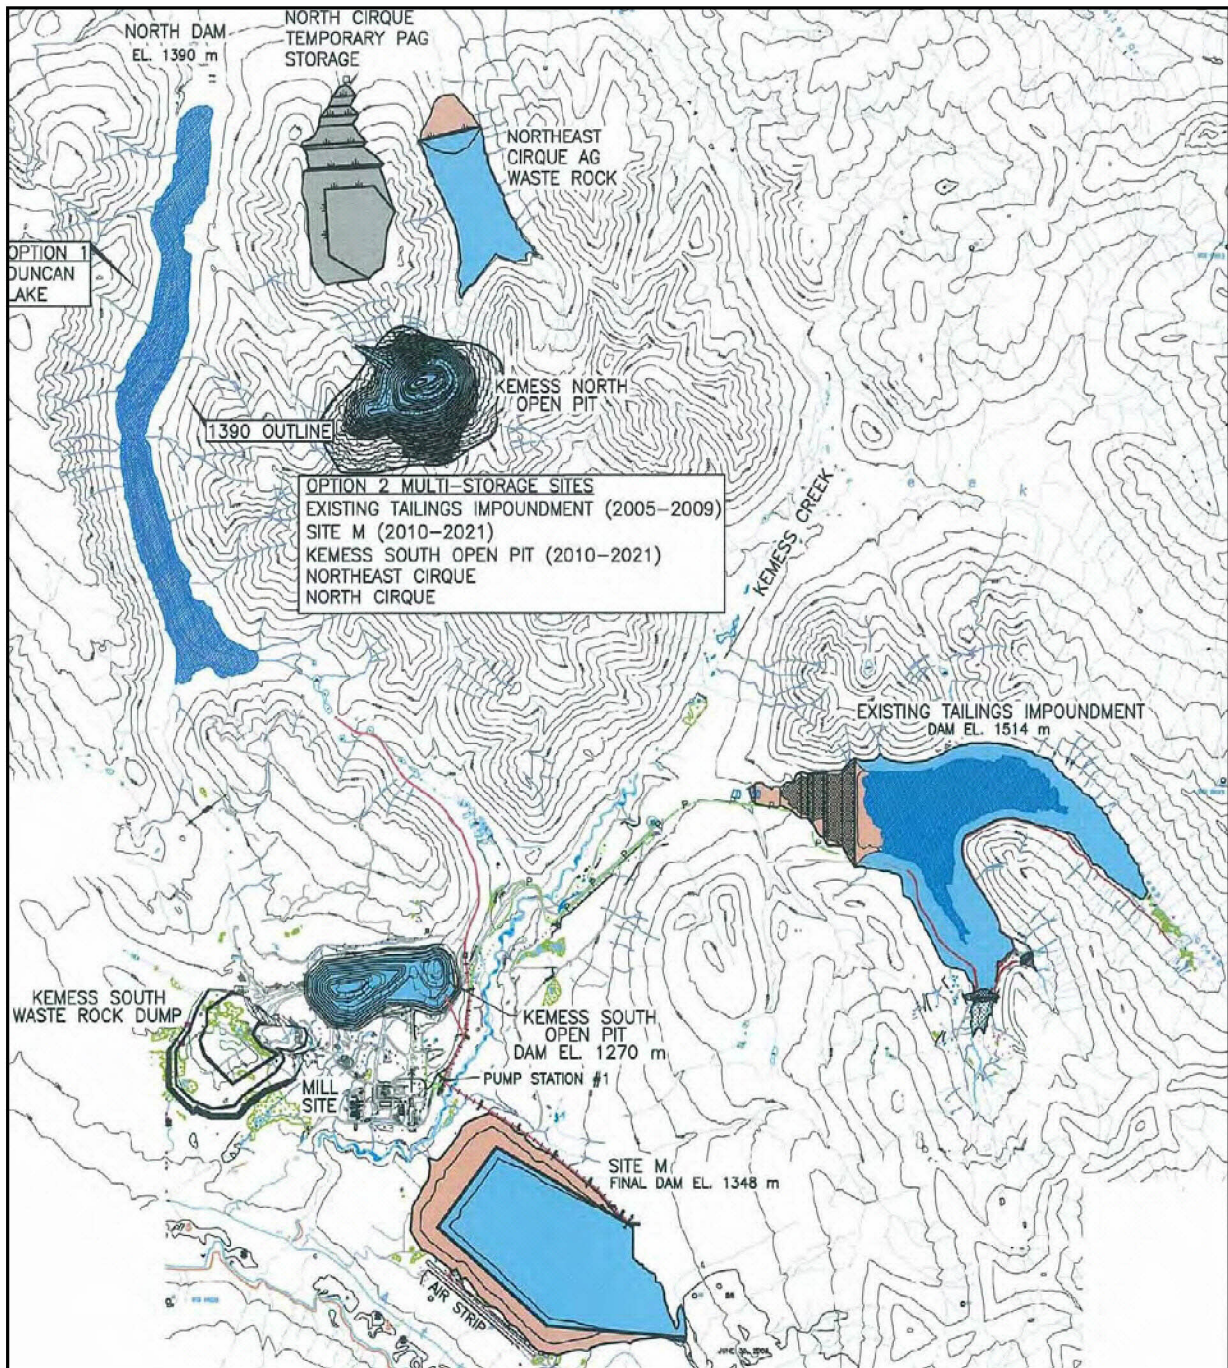 NORTH DAM
EL. 1390 m
NORTH CIRQUE
TEMPORARY PAG
STORAGE
NORTHEAST
CIRQUE AG
WASTE ROCK
OPTION 1
DUNCAN
LAKE
KEMESS NORTH
OPEN PIT
1390 OUTLINE
OPTION 2 MULTI-STORAGE SITES
EXISTING TAILINGS IMPOUNDMENT (2005-2009)
SITE M (2010-2021)
KEMESS SOUTH OPEN PIT (2010-2021)
NORTHEAST CIRQUE
NORTH CIRQUE
KEMESS CREEK
EXISTING TAILINGS IMPOUNDMENT
DAM EL. 1514 m
KEMESS SOUTH
WASTE ROCK DUMP
KEMESS SOUTH
OPEN PIT
DAM EL. 1270 m
PUMP STATION #1
MILL
SITE
SITE M
FINAL DAM EL. 1348 m
AIR STRIP